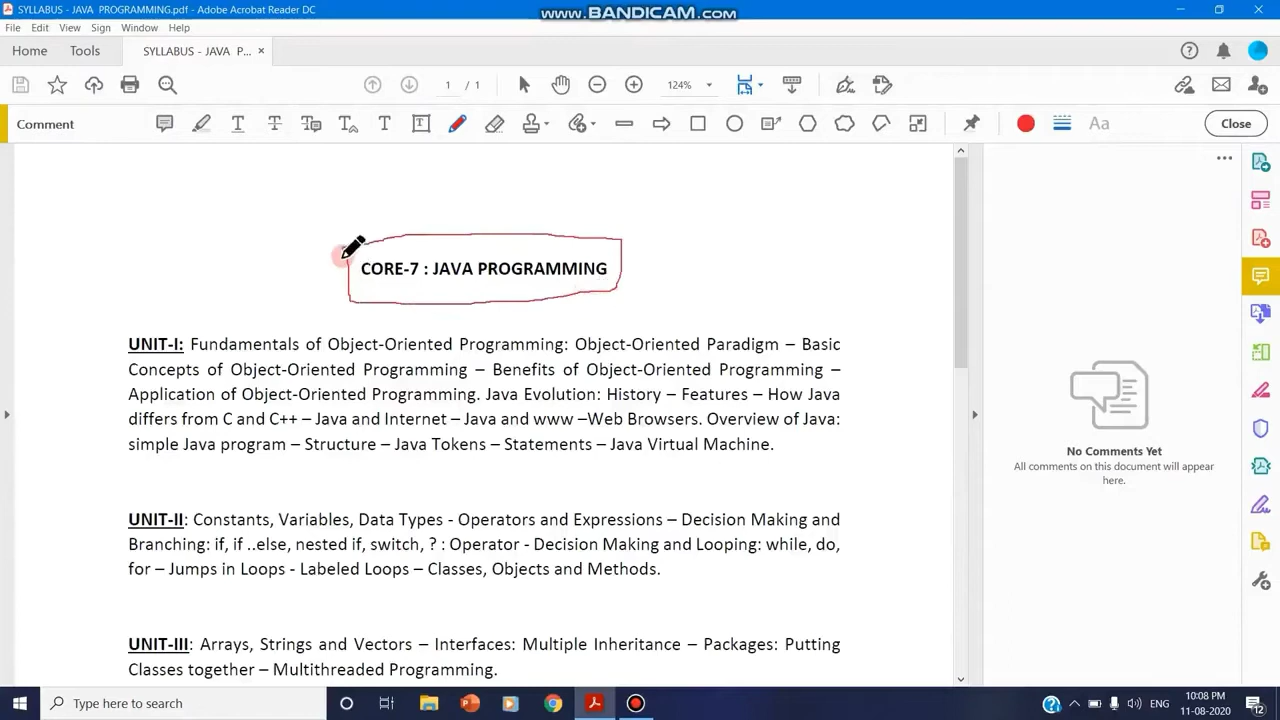 SYLLABUS - JAVA  PROGRAMMING.pdf - Adobe Acrobat Reader DC
www.BANDICAM.com
File Edit View Sign Window Help
Home Tools SYLLABUS - JAVA P... ×
1 / 1 124%
Comment Close
CORE-7 : JAVA PROGRAMMING
UNIT-I: Fundamentals of Object-Oriented Programming: Object-Oriented Paradigm – Basic
Concepts of Object-Oriented Programming – Benefits of Object-Oriented Programming –
Application of Object-Oriented Programming. Java Evolution: History – Features – How Java
differs from C and C++ – Java and Internet – Java and www –Web Browsers. Overview of Java:
simple Java program – Structure – Java Tokens – Statements – Java Virtual Machine.
UNIT-II: Constants, Variables, Data Types - Operators and Expressions – Decision Making and
Branching: if, if ..else, nested if, switch, ? : Operator - Decision Making and Looping: while, do,
for – Jumps in Loops - Labeled Loops – Classes, Objects and Methods.
UNIT-III: Arrays, Strings and Vectors – Interfaces: Multiple Inheritance – Packages: Putting
Classes together – Multithreaded Programming.
No Comments Yet
All comments on this document will appear
here.
Type here to search
ENG
10:08 PM
11-08-2020
12